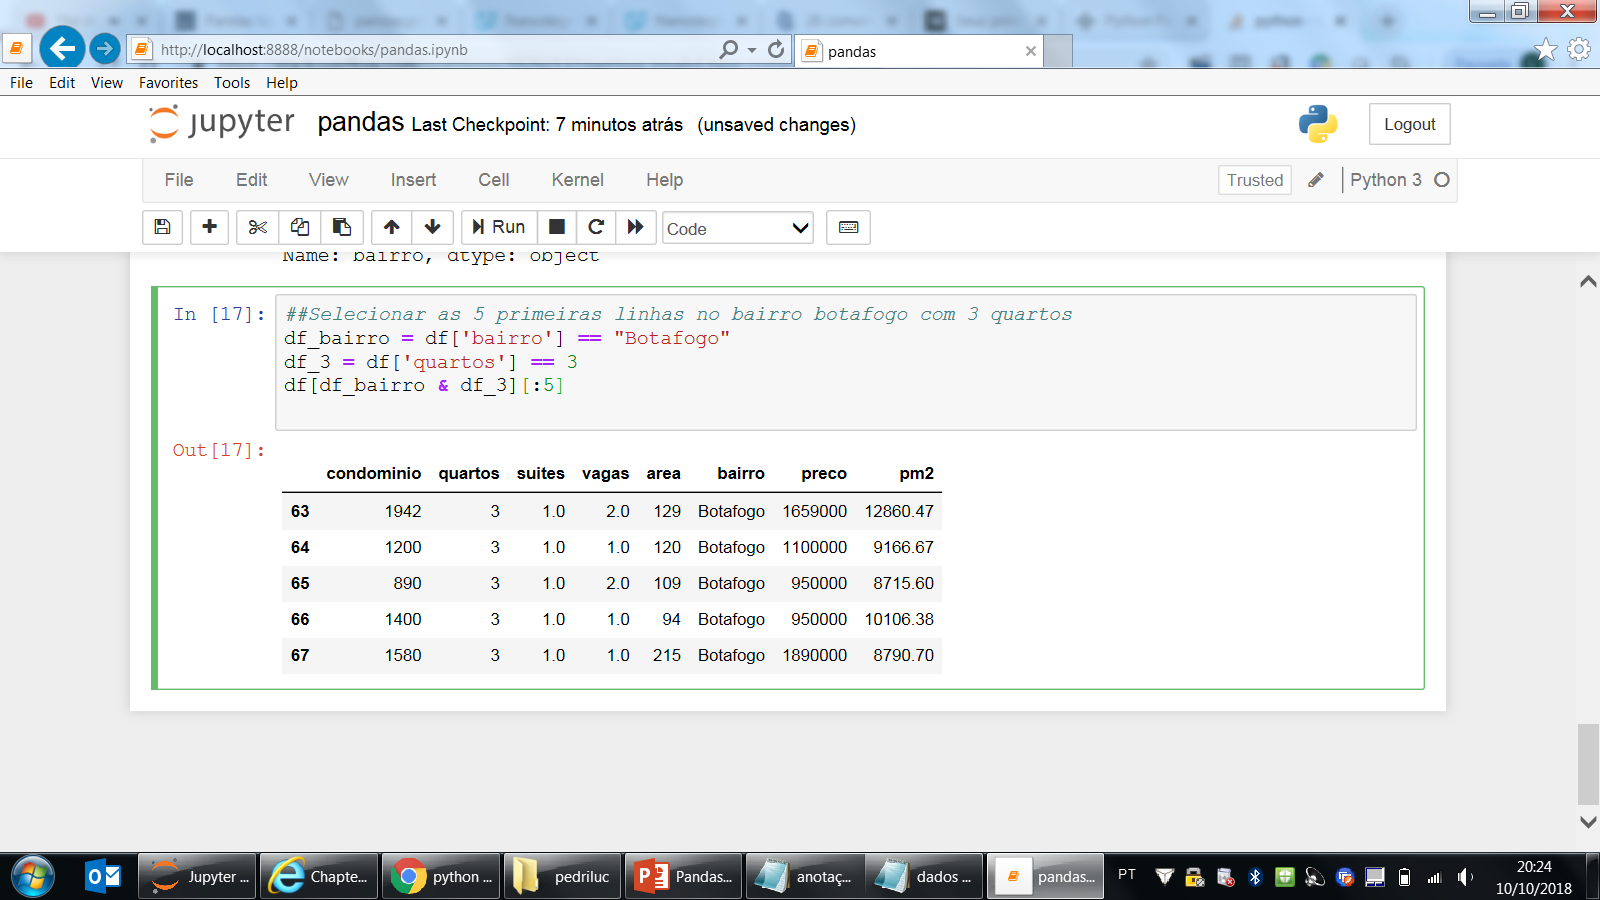 http://localhost:8888/notebooks/pandas.ipynb
pandas
File Edit View Favorites Tools Help
jupyter pandas Last Checkpoint: 7 minutos atrás (unsaved changes)
Logout
File Edit View Insert Cell Kernel Help
Trusted
Python 3
Run
Code
Name: bairro, dtype: object
In [17]:
##Selecionar as 5 primeiras linhas no bairro botafogo com 3 quartos
df_bairro = df['bairro'] == "Botafogo"
df_3 = df['quartos'] == 3
df[df_bairro & df_3][:5]
Out[17]:
condominio quartos suites vagas area bairro preco pm2
63 1942 3 1.0 2.0 129 Botafogo 1659000 12860.47
64 1200 3 1.0 1.0 120 Botafogo 1100000 9166.67
65 890 3 1.0 2.0 109 Botafogo 950000 8715.60
66 1400 3 1.0 1.0 94 Botafogo 950000 10106.38
67 1580 3 1.0 1.0 215 Botafogo 1890000 8790.70
Jupyter ... Chapte... python ... pedriluc Pandas... anotaç... dados ... pandas... PT
20:24
10/10/2018